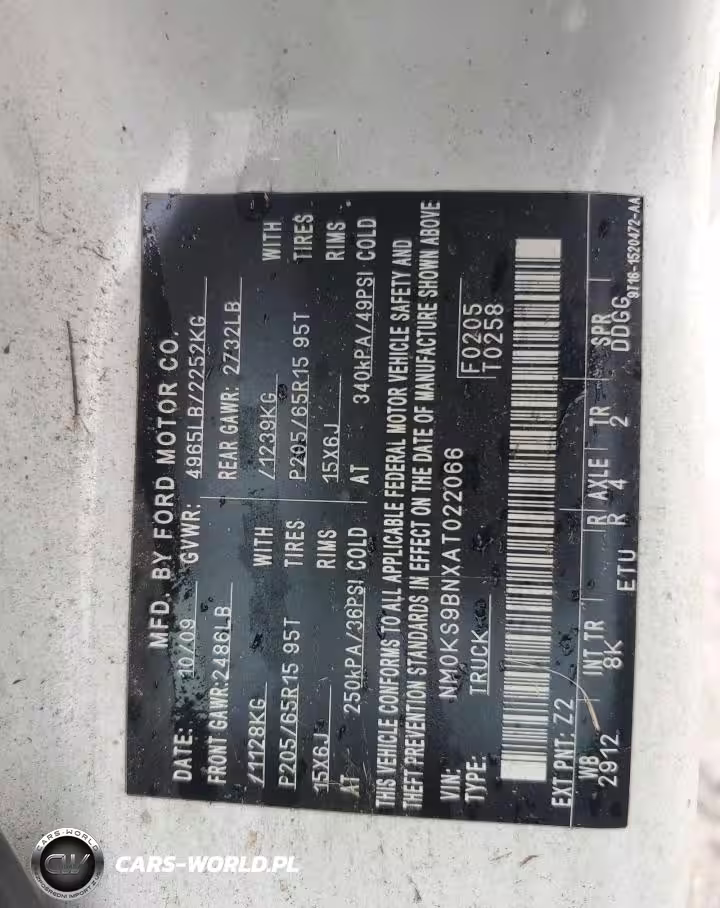 MFD. BY FORD MOTOR CO.
DATE: 10/09 GVWR: 4965LB/2252KG
FRONT GAWR:2486LB REAR GAWR: 2732LB
/1128KG WITH /1239KG WITH
P205/65R15 95T TIRES P205/65R15 95T TIRES
15X6J RIMS 15X6J RIMS
AT 250kPA/36PSI COLD AT 340kPA/49PSI COLD
THIS VEHICLE CONFORMS TO ALL APPLICABLE FEDERAL MOTOR VEHICLE SAFETY AND
THEFT PREVENTION STANDARDS IN EFFECT ON THE DATE OF MANUFACTURE SHOWN ABOVE
VIN: NM0KS9BNXAT022066
TYPE: TRUCK F0205
T0258
EXT PNT: Z2
WB INT TR R AXLE TR SPR
2912 8K R 4 2 DDGG
ETU
9T16-1520472-AA
CARS-WORLD
CW
CARS-WORLD.PL